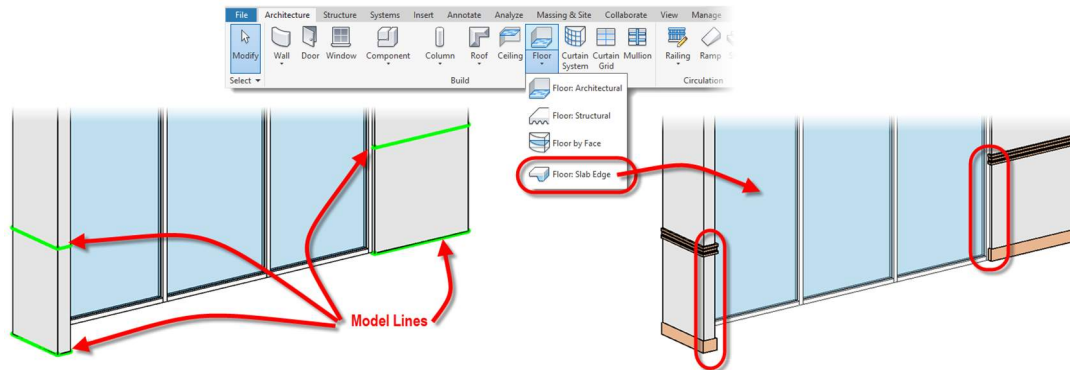 File Architecture Structure Systems Insert Annotate Analyze Massing & Site Collaborate View Manage
Modify Wall Door Window Component Column Roof Ceiling Floor Curtain System Curtain Grid Mullion Railing Ramp
Select Build Circulation
Floor: Architectural
Floor: Structural
Floor by Face
Floor: Slab Edge
Model Lines